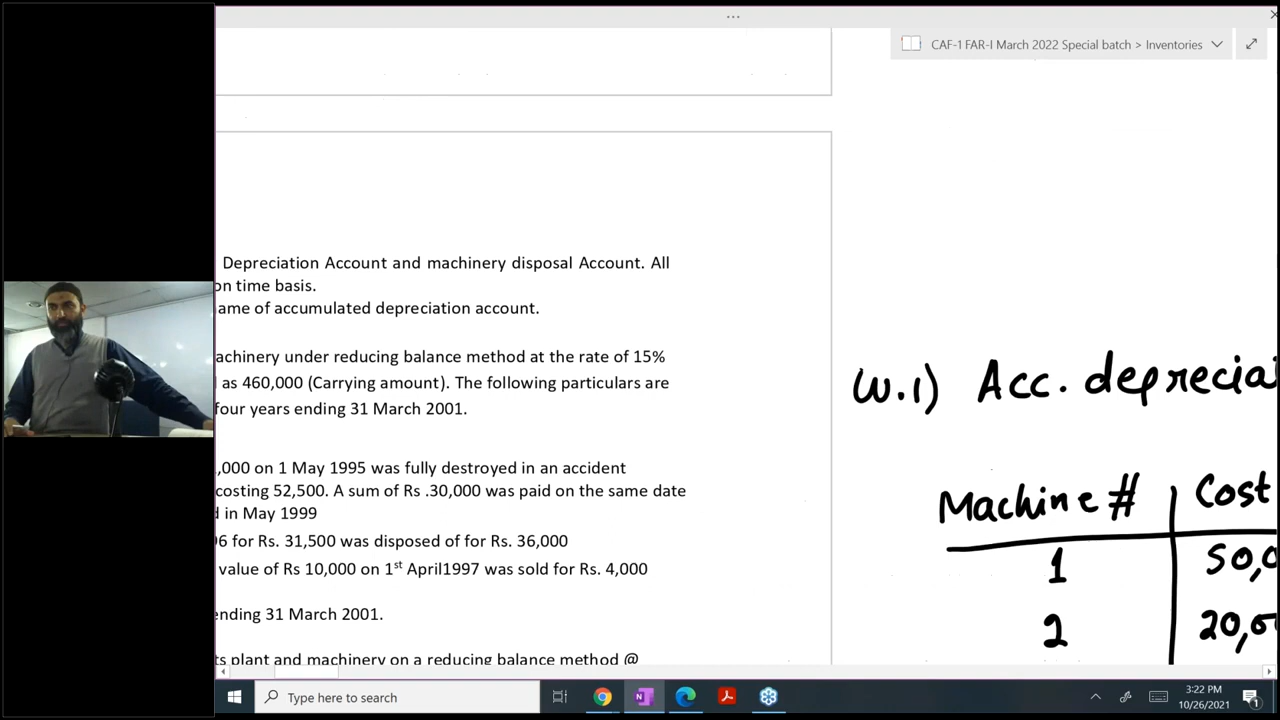 ...
CAF-1 FAR-I March 2022 Special batch > Inventories
Depreciation Account and machinery disposal Account. All
on time basis.
ame of accumulated depreciation account.
achinery under reducing balance method at the rate of 15%
as 460,000 (Carrying amount). The following particulars are
four years ending 31 March 2001.
,000 on 1 May 1995 was fully destroyed in an accident
costing 52,500. A sum of Rs .30,000 was paid on the same date
d in May 1999
96 for Rs. 31,500 was disposed of for Rs. 36,000
value of Rs 10,000 on 1st April1997 was sold for Rs. 4,000
ending 31 March 2001.
ts plant and machinery on a reducing balance method @
W.1) Acc. deprecia
Machine # Cost
1 50,0
2 20,0
Type here to search
3:22 PM
10/26/2021